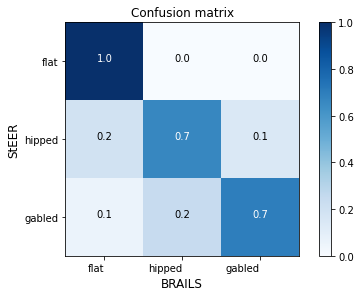 Confusion matrix
StEER
flat 1.0 0.0 0.0
hipped 0.2 0.7 0.1
gabled 0.1 0.2 0.7
flat hipped gabled
BRAILS
1.0
0.8
0.6
0.4
0.2
0.0